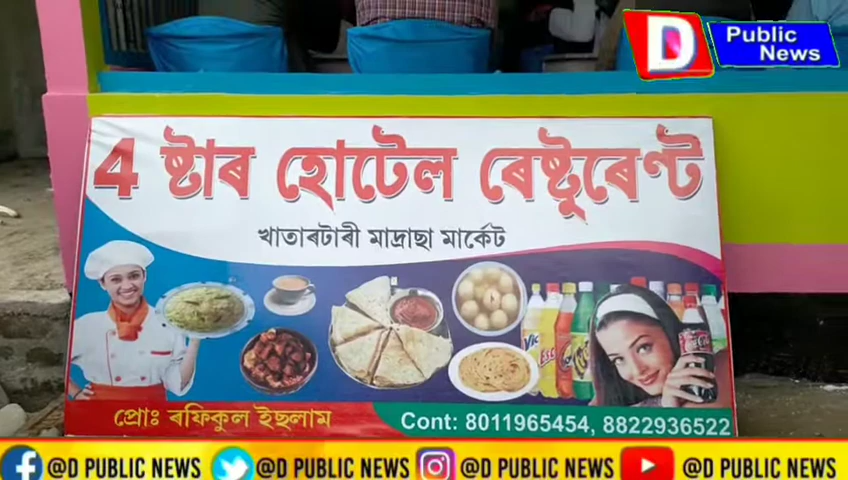 D Public
News
4 ষ্টাৰ হোটেল ৰেষ্টুৰেণ্ট
খাতাৰটাৰী মাদ্ৰাছা মাৰ্কেট
প্ৰোঃ ৰফিকুল ইছলাম
Cont: 8011965454, 8822936522
@D PUBLIC NEWS @D PUBLIC NEWS @D PUBLIC NEWS @D PUBLIC NEWS